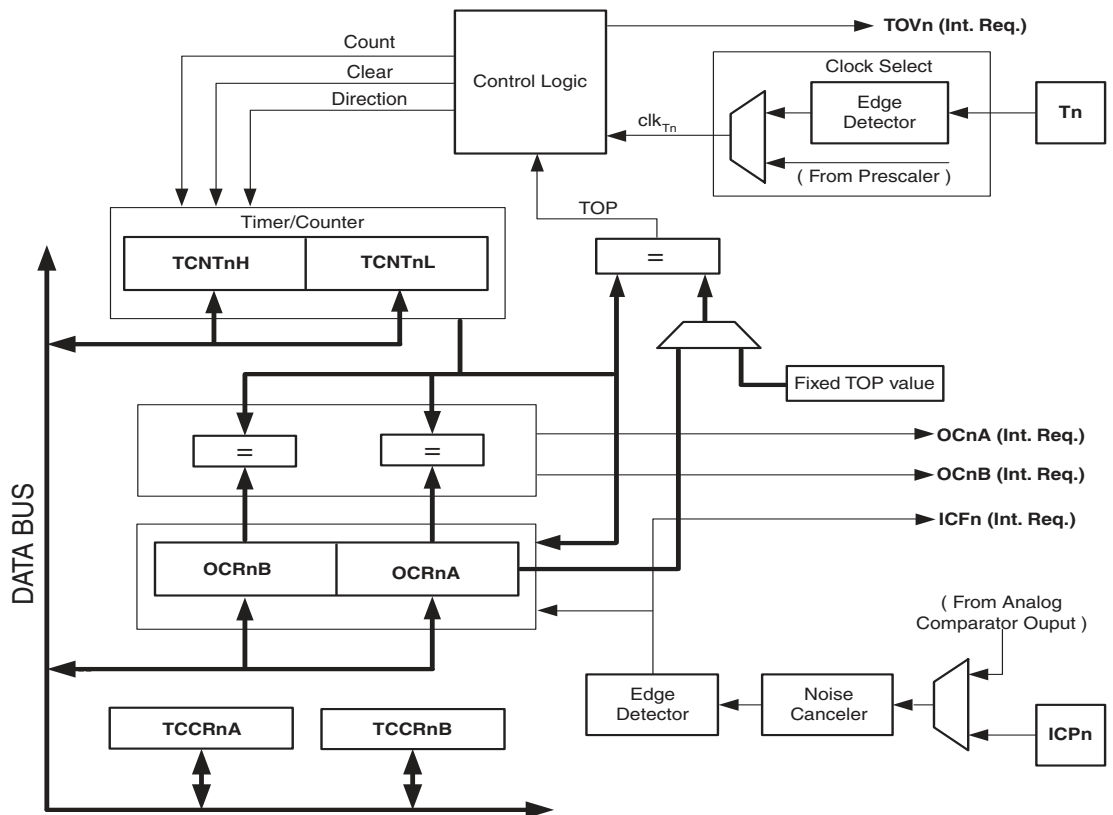 TOVn (Int. Req.)
Count
Clear
Direction
Control Logic
Clock Select
Edge
Detector
Tn
clk_Tn
( From Prescaler )
TOP
Timer/Counter
TCNTnH
TCNTnL
=
Fixed TOP value
=
=
OCnA (Int. Req.)
OCnB (Int. Req.)
ICFn (Int. Req.)
DATA BUS
OCRnB
OCRnA
( From Analog
Comparator Ouput )
Edge
Detector
Noise
Canceler
ICPn
TCCRnA
TCCRnB